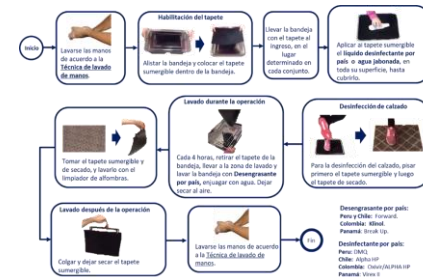 Inicio
Lavarse las manos
de acuerdo a la
Técnica de lavado
de manos.
Habilitación del tapete
Alistar la bandeja y colocar el tapete
sumergible dentro de la bandeja.
Llevar la
bandeja con
el tapete al
ingreso, en el
lugar
determinado en
cada conjunto.
Aplicar al tapete sumergible
el líquido desinfectante por
país o agua jabonada, en
toda su superficie, hasta
cubrirlo.
Desinfección de calzado
Para la desinfección del calzado, pisar
primero el tapete sumergible y luego
el tapete de secado.
Lavado durante la operación
Cada 4 horas, retirar el tapete de la
bandeja, llevar a la zona de lavado y
lavar la bandeja con Desengrasante
por país, enjuagar con agua. Dejar
secar al aire.
Tomar el tapete sumergible y
de secado, y lavarlo con el
limpiador de alfombras.
Lavado después de la operación
Colgar y dejar secar el tapete
sumergible.
Lavarse las manos de acuerdo
a la Técnica de lavado de
manos.
Fin
Desengrasante por país:
Peru y Chile: Forward.
Colombia: Klinol.
Panamá: Break Up.
Desinfectante por país:
Peru: DMQ
Chile: Alpha HP
Colombia: Oxivir/ALPHA HP
Panamá: Virex II